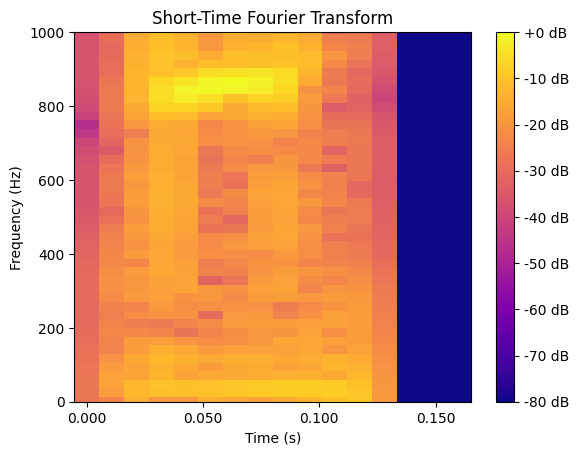 Short-Time Fourier Transform
Frequency (Hz)
1000
800
600
400
200
0
0.000
0.050
0.100
0.150
Time (s)
+0 dB
-10 dB
-20 dB
-30 dB
-40 dB
-50 dB
-60 dB
-70 dB
-80 dB